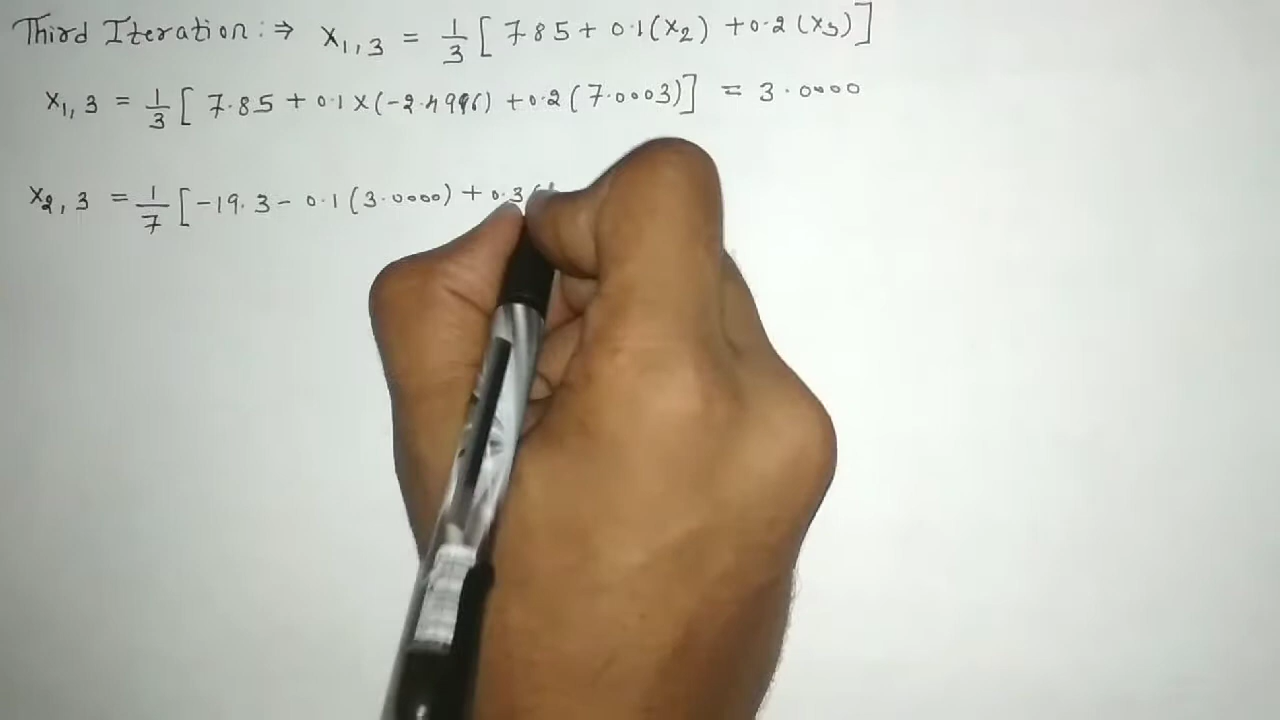 Third Iteration :⇒ x₁,₃ = 1/3 [ 785 + 0.1(x₂) + 0.2 (x₃)]
x₁,₃ = 1/3 [ 7.85 + 0.1 x (-2.4996) + 0.2 ( 7.0003)] = 3.0000
x₂,₃ = 1/7 [ -19.3 - 0.1 (3.0000) + 0.3 (